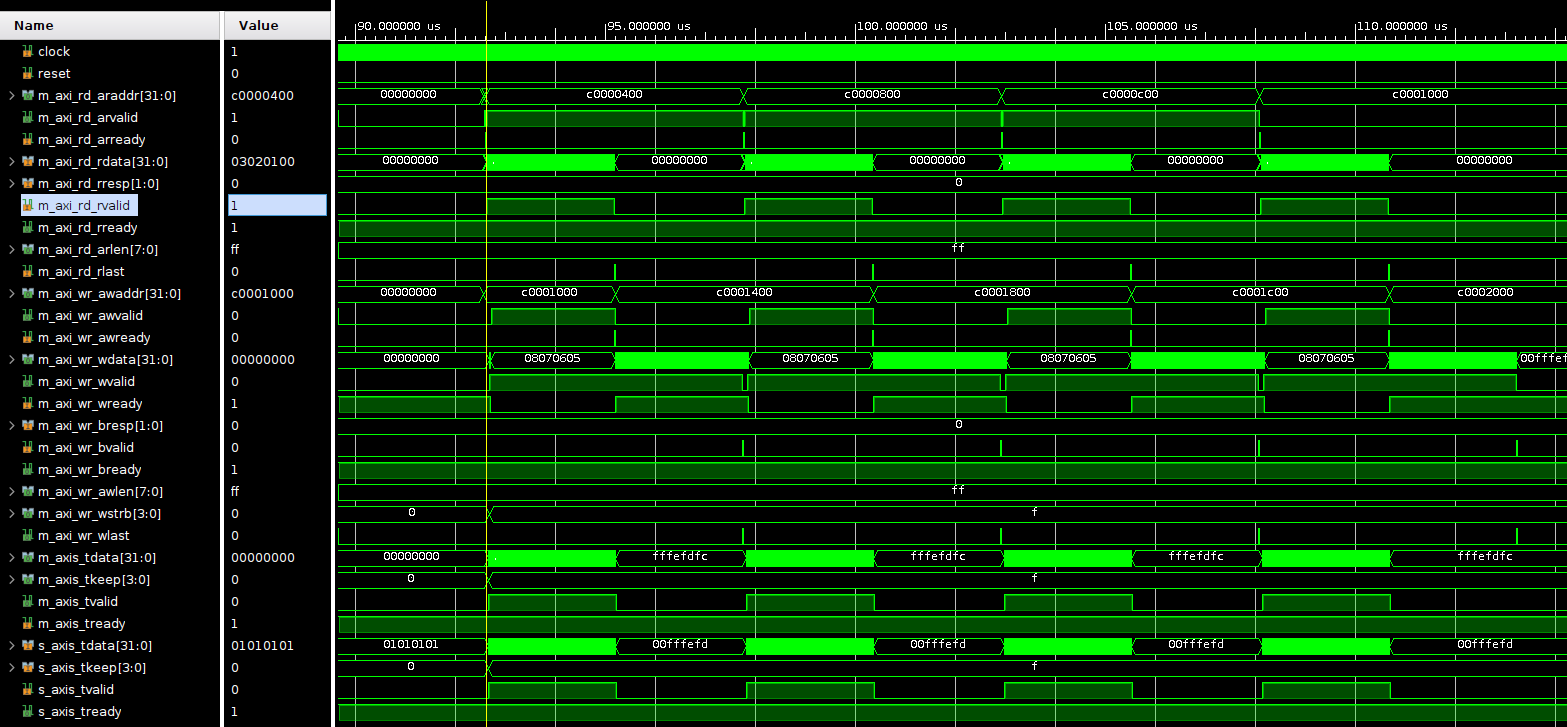 Name Value 90.000000 us 95.000000 us 100.000000 us 105.000000 us 110.000000 us
clock 1
reset 0
m_axi_rd_araddr[31:0] c0000400 00000000 c0000400 c0000800 c0000c00 c0001000
m_axi_rd_arvalid 1
m_axi_rd_arready 0
m_axi_rd_rdata[31:0] 03020100 00000000 00000000 00000000 00000000 00000000
m_axi_rd_rresp[1:0] 0 0
m_axi_rd_rvalid 1
m_axi_rd_rready 1
m_axi_rd_arlen[7:0] ff ff
m_axi_rd_rlast 0
m_axi_wr_awaddr[31:0] c0001000 00000000 c0001000 c0001400 c0001800 c0001c00 c0002000
m_axi_wr_awvalid 0
m_axi_wr_awready 0
m_axi_wr_wdata[31:0] 00000000 00000000 08070605 08070605 08070605 08070605 00fffef
m_axi_wr_wvalid 0
m_axi_wr_wready 1
m_axi_wr_bresp[1:0] 0 0
m_axi_wr_bvalid 0
m_axi_wr_bready 1
m_axi_wr_awlen[7:0] ff ff
m_axi_wr_wstrb[3:0] 0 0 f
m_axi_wr_wlast 0
m_axis_tdata[31:0] 00000000 00000000 fffefdfc fffefdfc fffefdfc fffefdfc
m_axis_tkeep[3:0] 0 0 f
m_axis_tvalid 0
m_axis_tready 1
s_axis_tdata[31:0] 01010101 01010101 00fffefd 00fffefd 00fffefd 00fffefd
s_axis_tkeep[3:0] 0 0 f
s_axis_tvalid 0
s_axis_tready 1